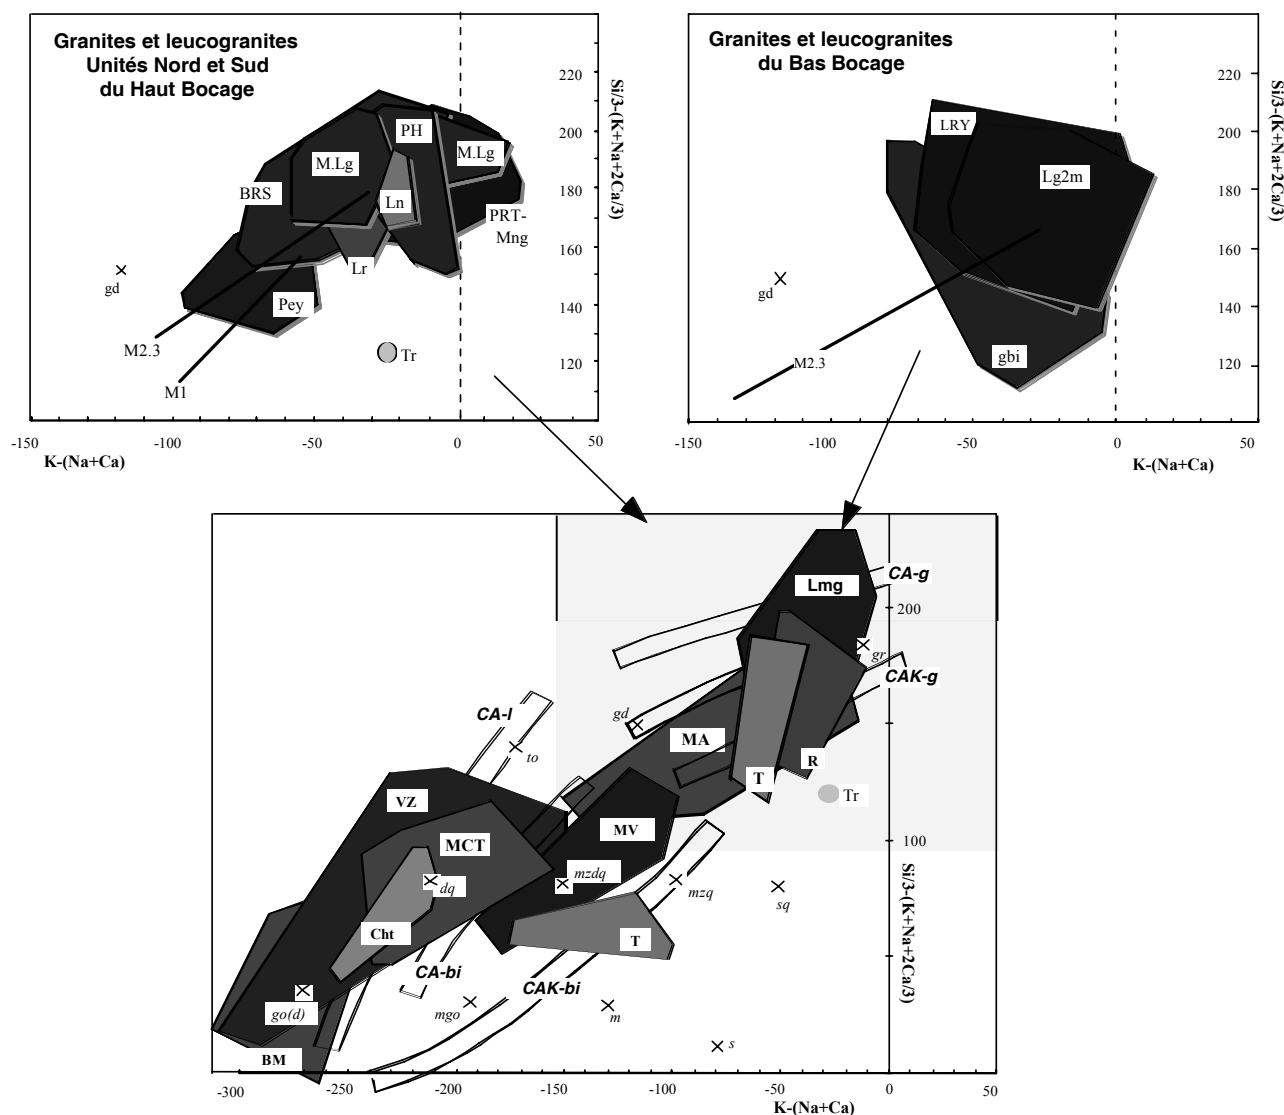 Granites et leucogranites
Unités Nord et Sud
du Haut Bocage
220
200
180
160
140
120
100
Si/3-(K+Na+2Ca/3)
M.Lg
PH
M.Lg
BRS
Ln
PRT-
Mng
Lr
gd
Pey
M2.3
Tr
M1
-150
-100
-50
0
50
K-(Na+Ca)
Granites et leucogranites
du Bas Bocage
220
200
180
160
140
120
100
Si/3-(K+Na+2Ca/3)
LRY
Lg2m
gd
gbi
M2.3
-150
-100
-50
0
50
K-(Na+Ca)
Lmg
CA-g
200
gr
CAK-g
gd
CA-l
MA
to
R
T
Tr
VZ
MV
MCT
100
mzdq
mzq
dq
sq
Cht
T
CA-bi
CAK-bi
go(d)
mgo
m
s
BM
Si/3-(K+Na+2Ca/3)
-300
-250
-200
-150
-100
-50
0
50
K-(Na+Ca)